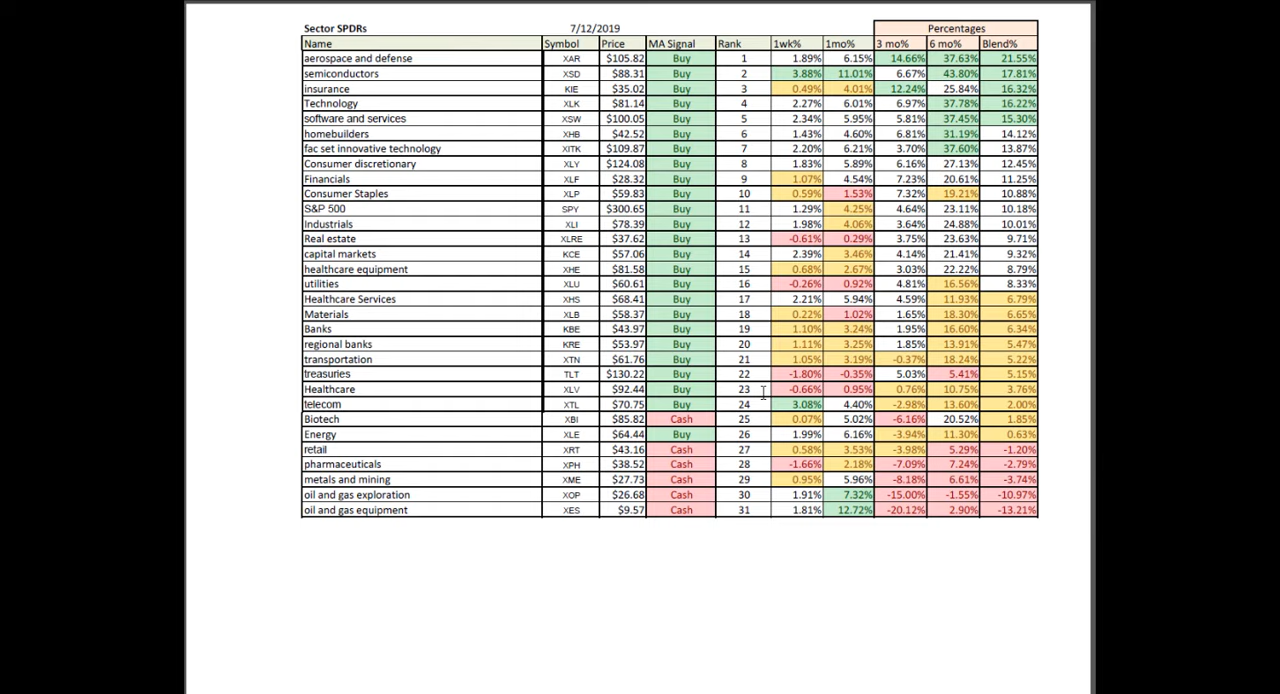 Sector SPDRs 7/12/2019 Percentages
Name Symbol Price MA Signal Rank 1wk% 1mo% 3 mo% 6 mo% Blend%
aerospace and defense XAR $105.82 Buy 1 1.89% 6.15% 14.66% 37.63% 21.55%
semiconductors XSD $88.31 Buy 2 3.88% 11.01% 6.67% 43.80% 17.81%
insurance KIE $35.02 Buy 3 0.49% 4.01% 12.24% 25.84% 16.32%
Technology XLK $81.14 Buy 4 2.27% 6.01% 6.97% 37.78% 16.22%
software and services XSW $100.05 Buy 5 2.34% 5.95% 5.81% 37.45% 15.30%
homebuilders XHB $42.52 Buy 6 1.43% 4.60% 6.81% 31.19% 14.12%
fac set innovative technology XITK $109.87 Buy 7 2.20% 6.21% 3.70% 37.60% 13.87%
Consumer discretionary XLY $124.08 Buy 8 1.83% 5.89% 6.16% 27.13% 12.45%
Financials XLF $28.32 Buy 9 1.07% 4.54% 7.23% 20.61% 11.25%
Consumer Staples XLP $59.83 Buy 10 0.59% 1.53% 7.32% 19.21% 10.88%
S&P 500 SPY $300.65 Buy 11 1.29% 4.25% 4.64% 23.11% 10.18%
Industrials XLI $78.39 Buy 12 1.98% 4.06% 3.64% 24.88% 10.01%
Real estate XLRE $37.62 Buy 13 -0.61% 0.29% 3.75% 23.63% 9.71%
capital markets KCE $57.06 Buy 14 2.39% 3.46% 4.14% 21.41% 9.32%
healthcare equipment XHE $81.58 Buy 15 0.68% 2.67% 3.03% 22.22% 8.79%
utilities XLU $60.61 Buy 16 -0.26% 0.92% 4.81% 16.56% 8.33%
Healthcare Services XHS $68.41 Buy 17 2.21% 5.94% 4.59% 11.93% 6.79%
Materials XLB $58.37 Buy 18 0.22% 1.02% 1.65% 18.30% 6.65%
Banks KBE $43.97 Buy 19 1.10% 3.24% 1.95% 16.60% 6.34%
regional banks KRE $53.97 Buy 20 1.11% 3.25% 1.85% 13.91% 5.47%
transportation XTN $61.76 Buy 21 1.05% 3.19% -0.37% 18.24% 5.22%
treasuries TLT $130.22 Buy 22 -1.80% -0.35% 5.03% 5.41% 5.15%
Healthcare XLV $92.44 Buy 23 -0.66% 0.95% 0.76% 10.75% 3.76%
telecom XTL $70.75 Buy 24 3.08% 4.40% -2.98% 13.60% 2.00%
Biotech XBI $85.82 Cash 25 0.07% 5.02% -6.16% 20.52% 1.85%
Energy XLE $64.44 Buy 26 1.99% 6.16% -3.94% 11.30% 0.63%
retail XRT $43.16 Cash 27 0.58% 3.53% -3.98% 5.29% -1.20%
pharmaceuticals XPH $38.52 Cash 28 -1.66% 2.18% -7.09% 7.24% -2.79%
metals and mining XME $27.73 Cash 29 0.95% 5.96% -8.18% 6.61% -3.74%
oil and gas exploration XOP $26.68 Cash 30 1.91% 7.32% -15.00% -1.55% -10.97%
oil and gas equipment XES $9.57 Cash 31 1.81% 12.72% -20.12% 2.90% -13.21%